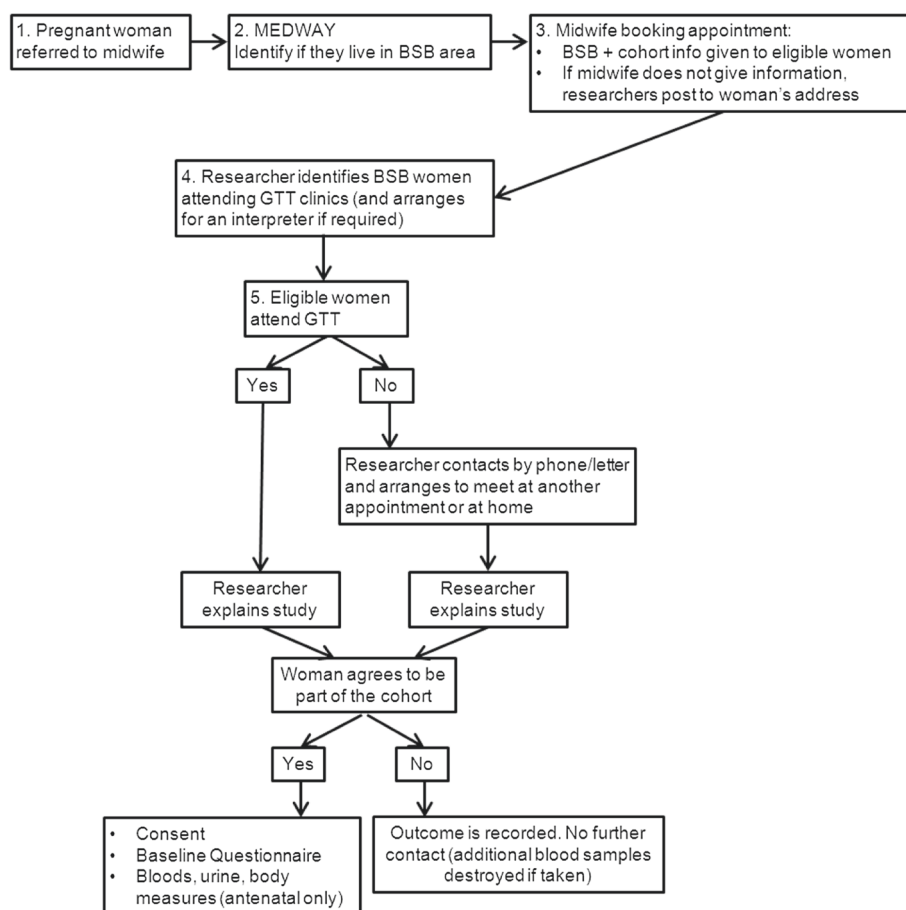 1. Pregnant woman
referred to midwife
2. MEDWAY
Identify if they live in BSB area
3. Midwife booking appointment:
• BSB + cohort info given to eligible women
• If midwife does not give information,
researchers post to woman's address
4. Researcher identifies BSB women
attending GTT clinics (and arranges
for an interpreter if required)
5. Eligible women
attend GTT
Yes
No
Researcher contacts by phone/letter
and arranges to meet at another
appointment or at home
Researcher
explains study
Researcher
explains study
Woman agrees to be
part of the cohort
Yes
No
• Consent
• Baseline Questionnaire
• Bloods, urine, body
measures (antenatal only)
Outcome is recorded. No further
contact (additional blood samples
destroyed if taken)